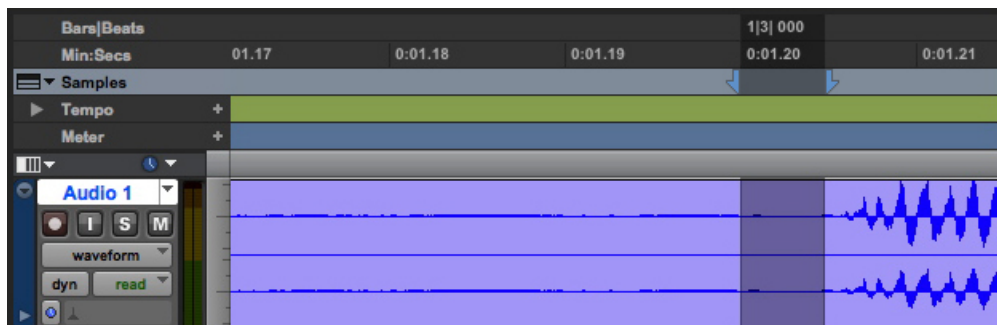 Bars|Beats 1|3| 000
Min:Secs 01.17 0:01.18 0:01.19 0:01.20 0:01.21
Samples
Tempo +
Meter +
Audio 1
I S M
waveform
dyn read